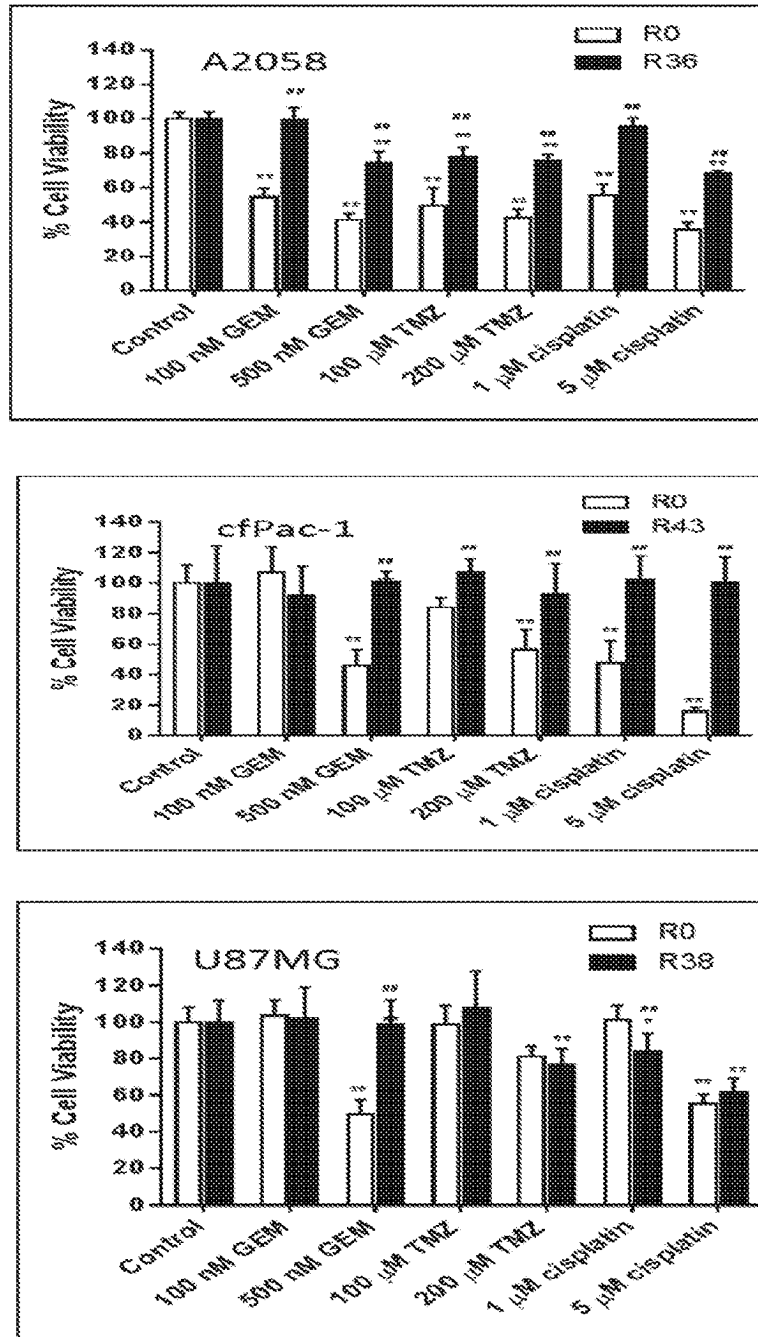 A2058
R0
R36
% Cell Viability
140
120
100
80
60
40
20
0
Control
100 nM GEM
500 nM GEM
100 µM TMZ
200 µM TMZ
1 µM cisplatin
5 µM cisplatin
cfPac-1
R0
R43
% Cell Viability
140
120
100
80
60
40
20
0
Control
100 nM GEM
500 nM GEM
100 µM TMZ
200 µM TMZ
1 µM cisplatin
5 µM cisplatin
U87MG
R0
R38
% Cell Viability
140
120
100
80
60
40
20
0
Control
100 nM GEM
500 nM GEM
100 µM TMZ
200 µM TMZ
1 µM cisplatin
5 µM cisplatin